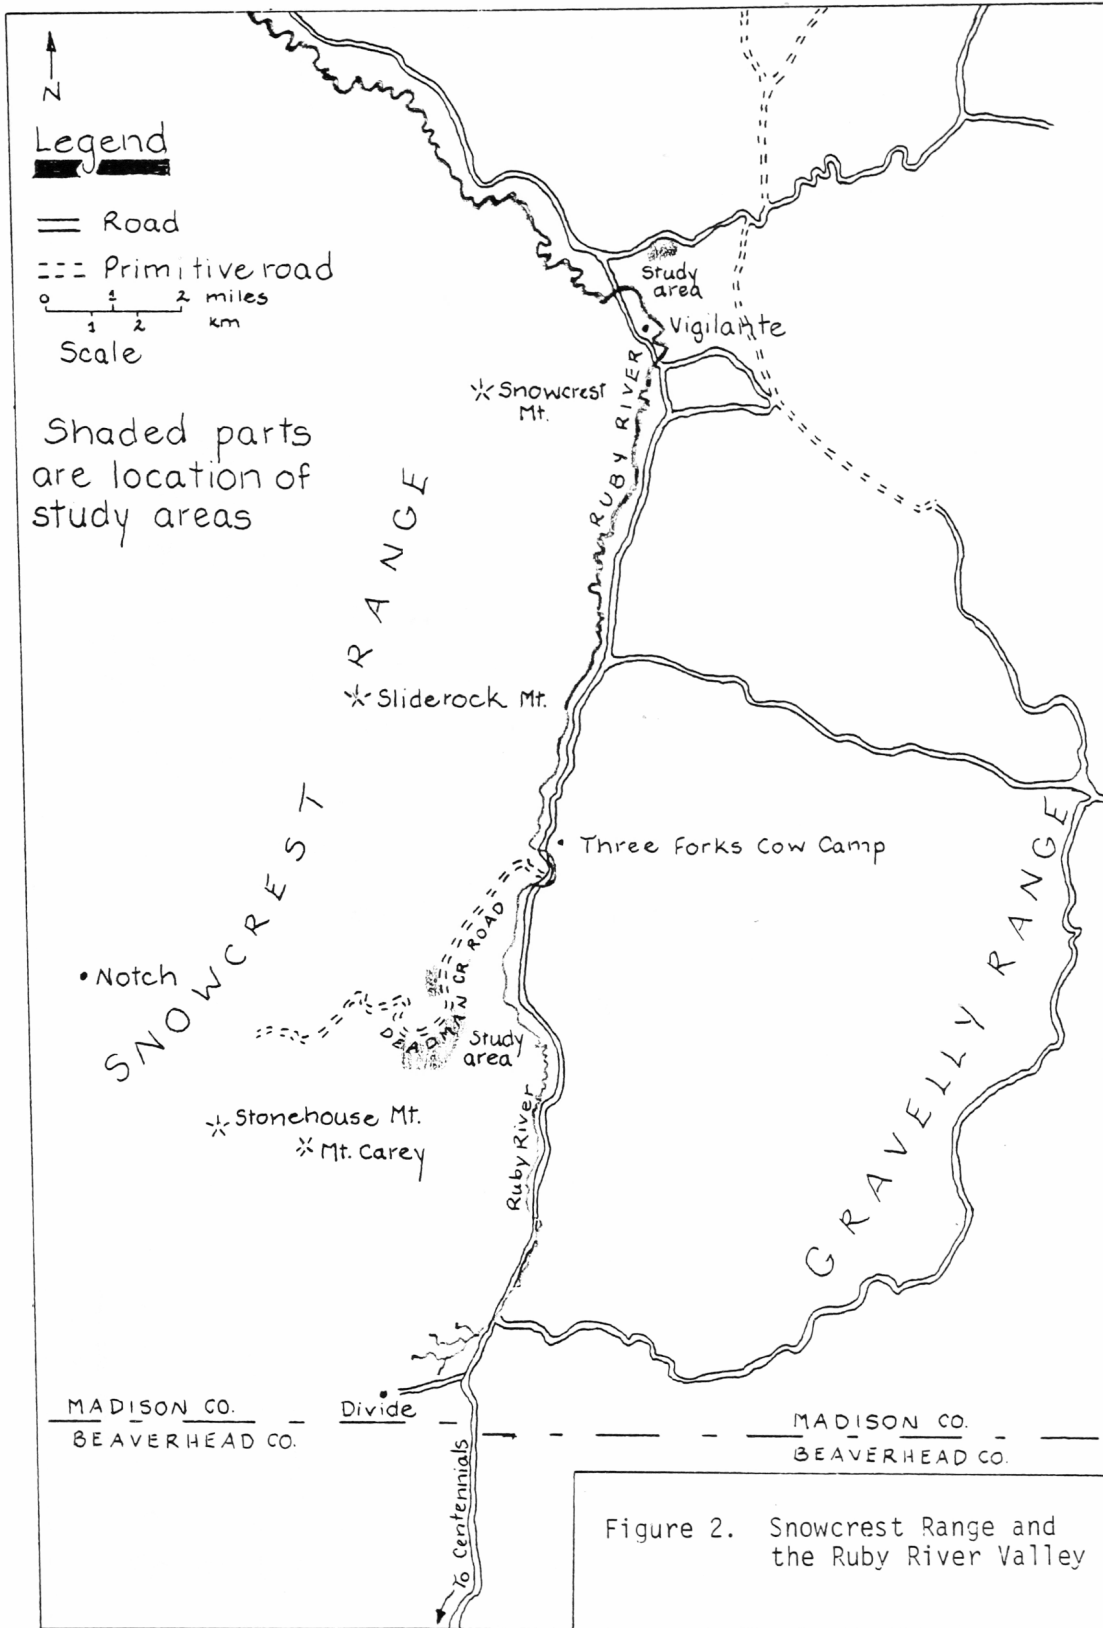 N
Legend
Road
Primitive road
0 1 2 miles
1 2 km
Scale
Shaded parts
are location of
study areas
Study
area
Vigilante
Snowcrest
Mt.
RUBY RIVER
SNOWCREST RANGE
Sliderock Mt.
Three Forks Cow Camp
DEADMAN CR. ROAD
Notch
Study
area
Stonehouse Mt.
Mt. Carey
Ruby River
GRAVELLY RANGE
Divide
MADISON CO.
BEAVERHEAD CO.
MADISON CO.
BEAVERHEAD CO.
To Centennials
Figure 2. Snowcrest Range and
the Ruby River Valley